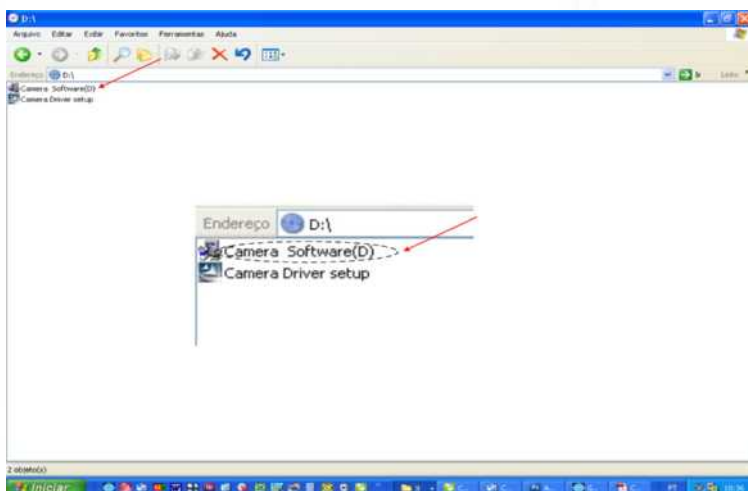 D:\
Arquivo Editar Exibir Favoritos Ferramentas Ajuda
Endereço D:\
Camera Software(D)
Camera Driver setup
Endereço D:\
Camera Software(D)
Camera Driver setup
2 objeto(s)
Iniciar